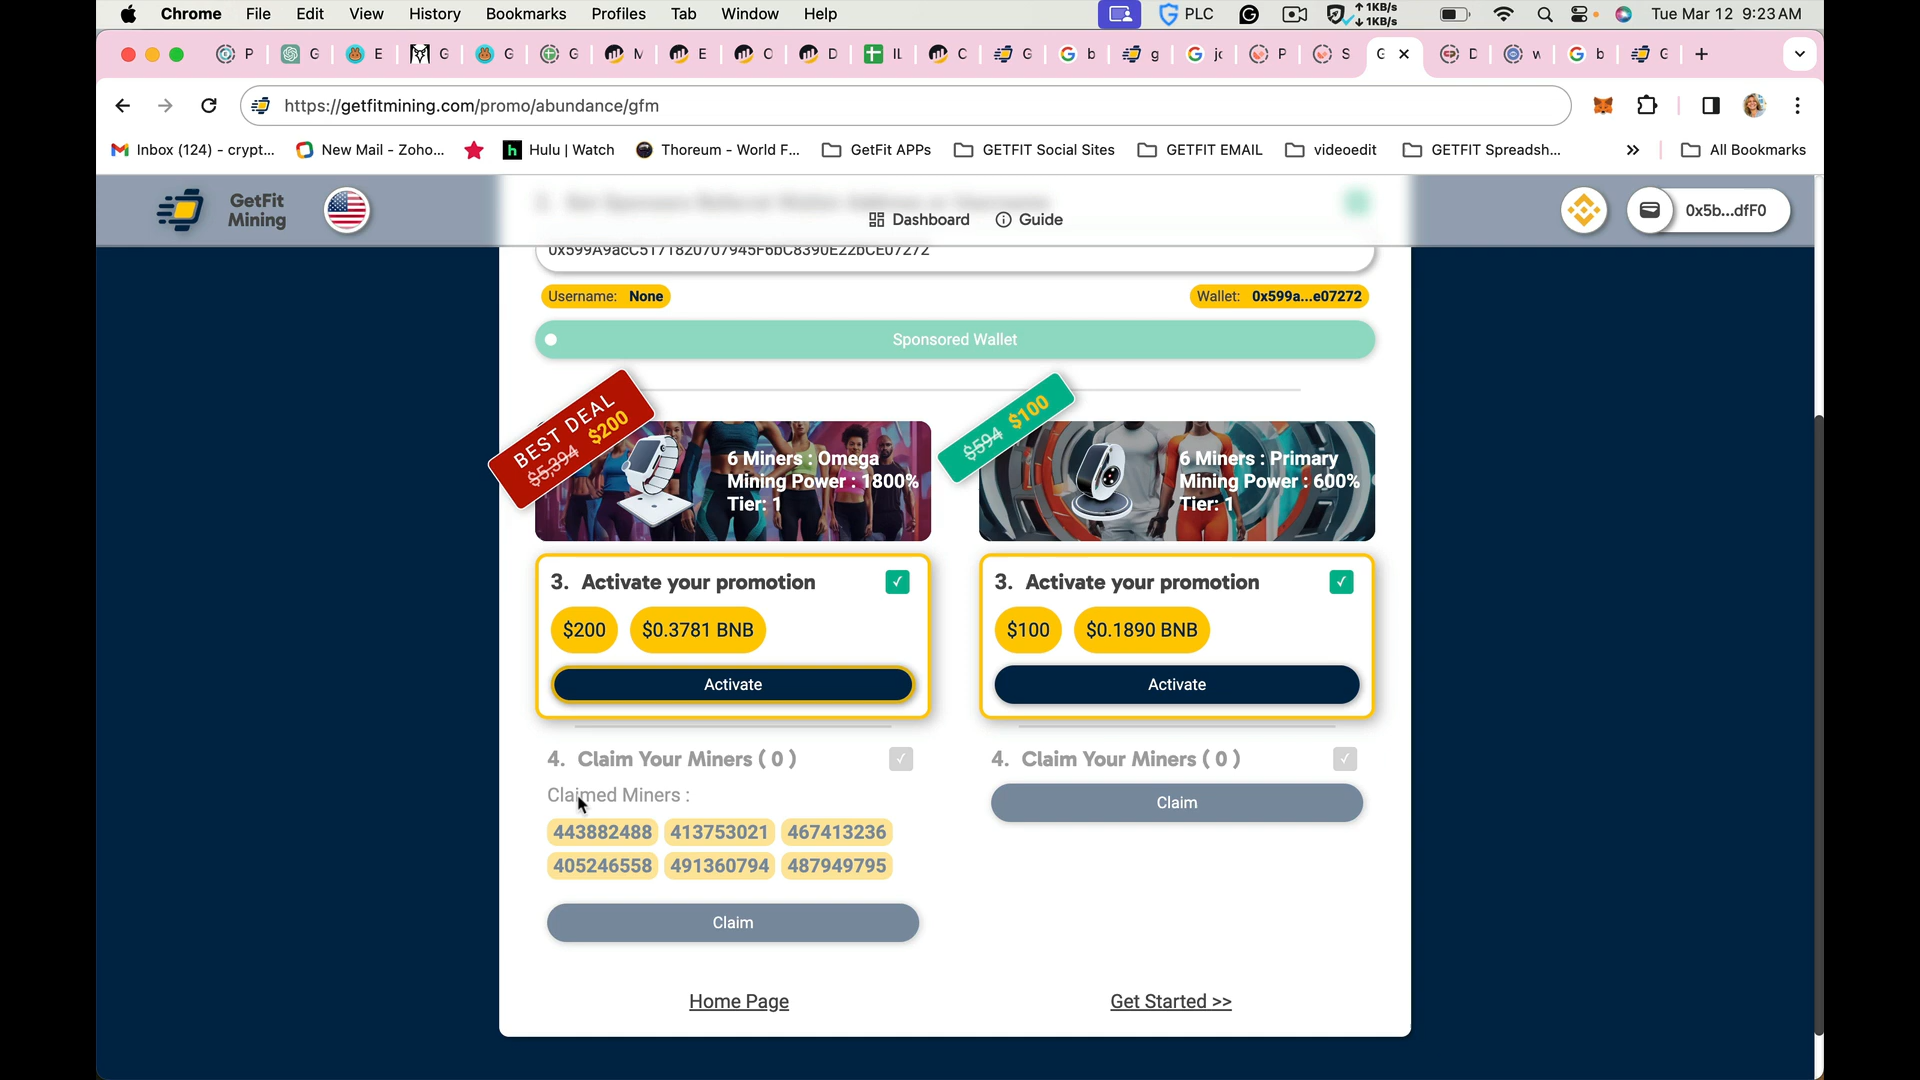 Chrome File Edit View History Bookmarks Profiles Tab Window Help PLC 1KB/s 1KB/s Tue Mar 12 9:23 AM
P G E G G G M E C D IL C G b g jc P S G D w b G
https://getfitmining.com/promo/abundance/gfm
Inbox (124) - crypt... New Mail - Zoho... Hulu | Watch Thoreum - World F... GetFit APPs GETFIT Social Sites GETFIT EMAIL videoedit GETFIT Spreadsh... All Bookmarks
GetFit
Mining
Dashboard Guide
0x5b...dfF0
0x599A9acC5171820707945F6bC8390E22bCE07272
Username: None Wallet: 0x599a...e07272
Sponsored Wallet
BEST DEAL
$5,394 $200
6 Miners : Omega
Mining Power : 1800%
Tier: 1
$594 $100
6 Miners : Primary
Mining Power : 600%
Tier: 1
3. Activate your promotion
$200 $0.3781 BNB
Activate
3. Activate your promotion
$100 $0.1890 BNB
Activate
4. Claim Your Miners ( 0 )
Claimed Miners :
443882488 413753021 467413236
405246558 491360794 487949795
Claim
4. Claim Your Miners ( 0 )
Claim
Home Page Get Started >>